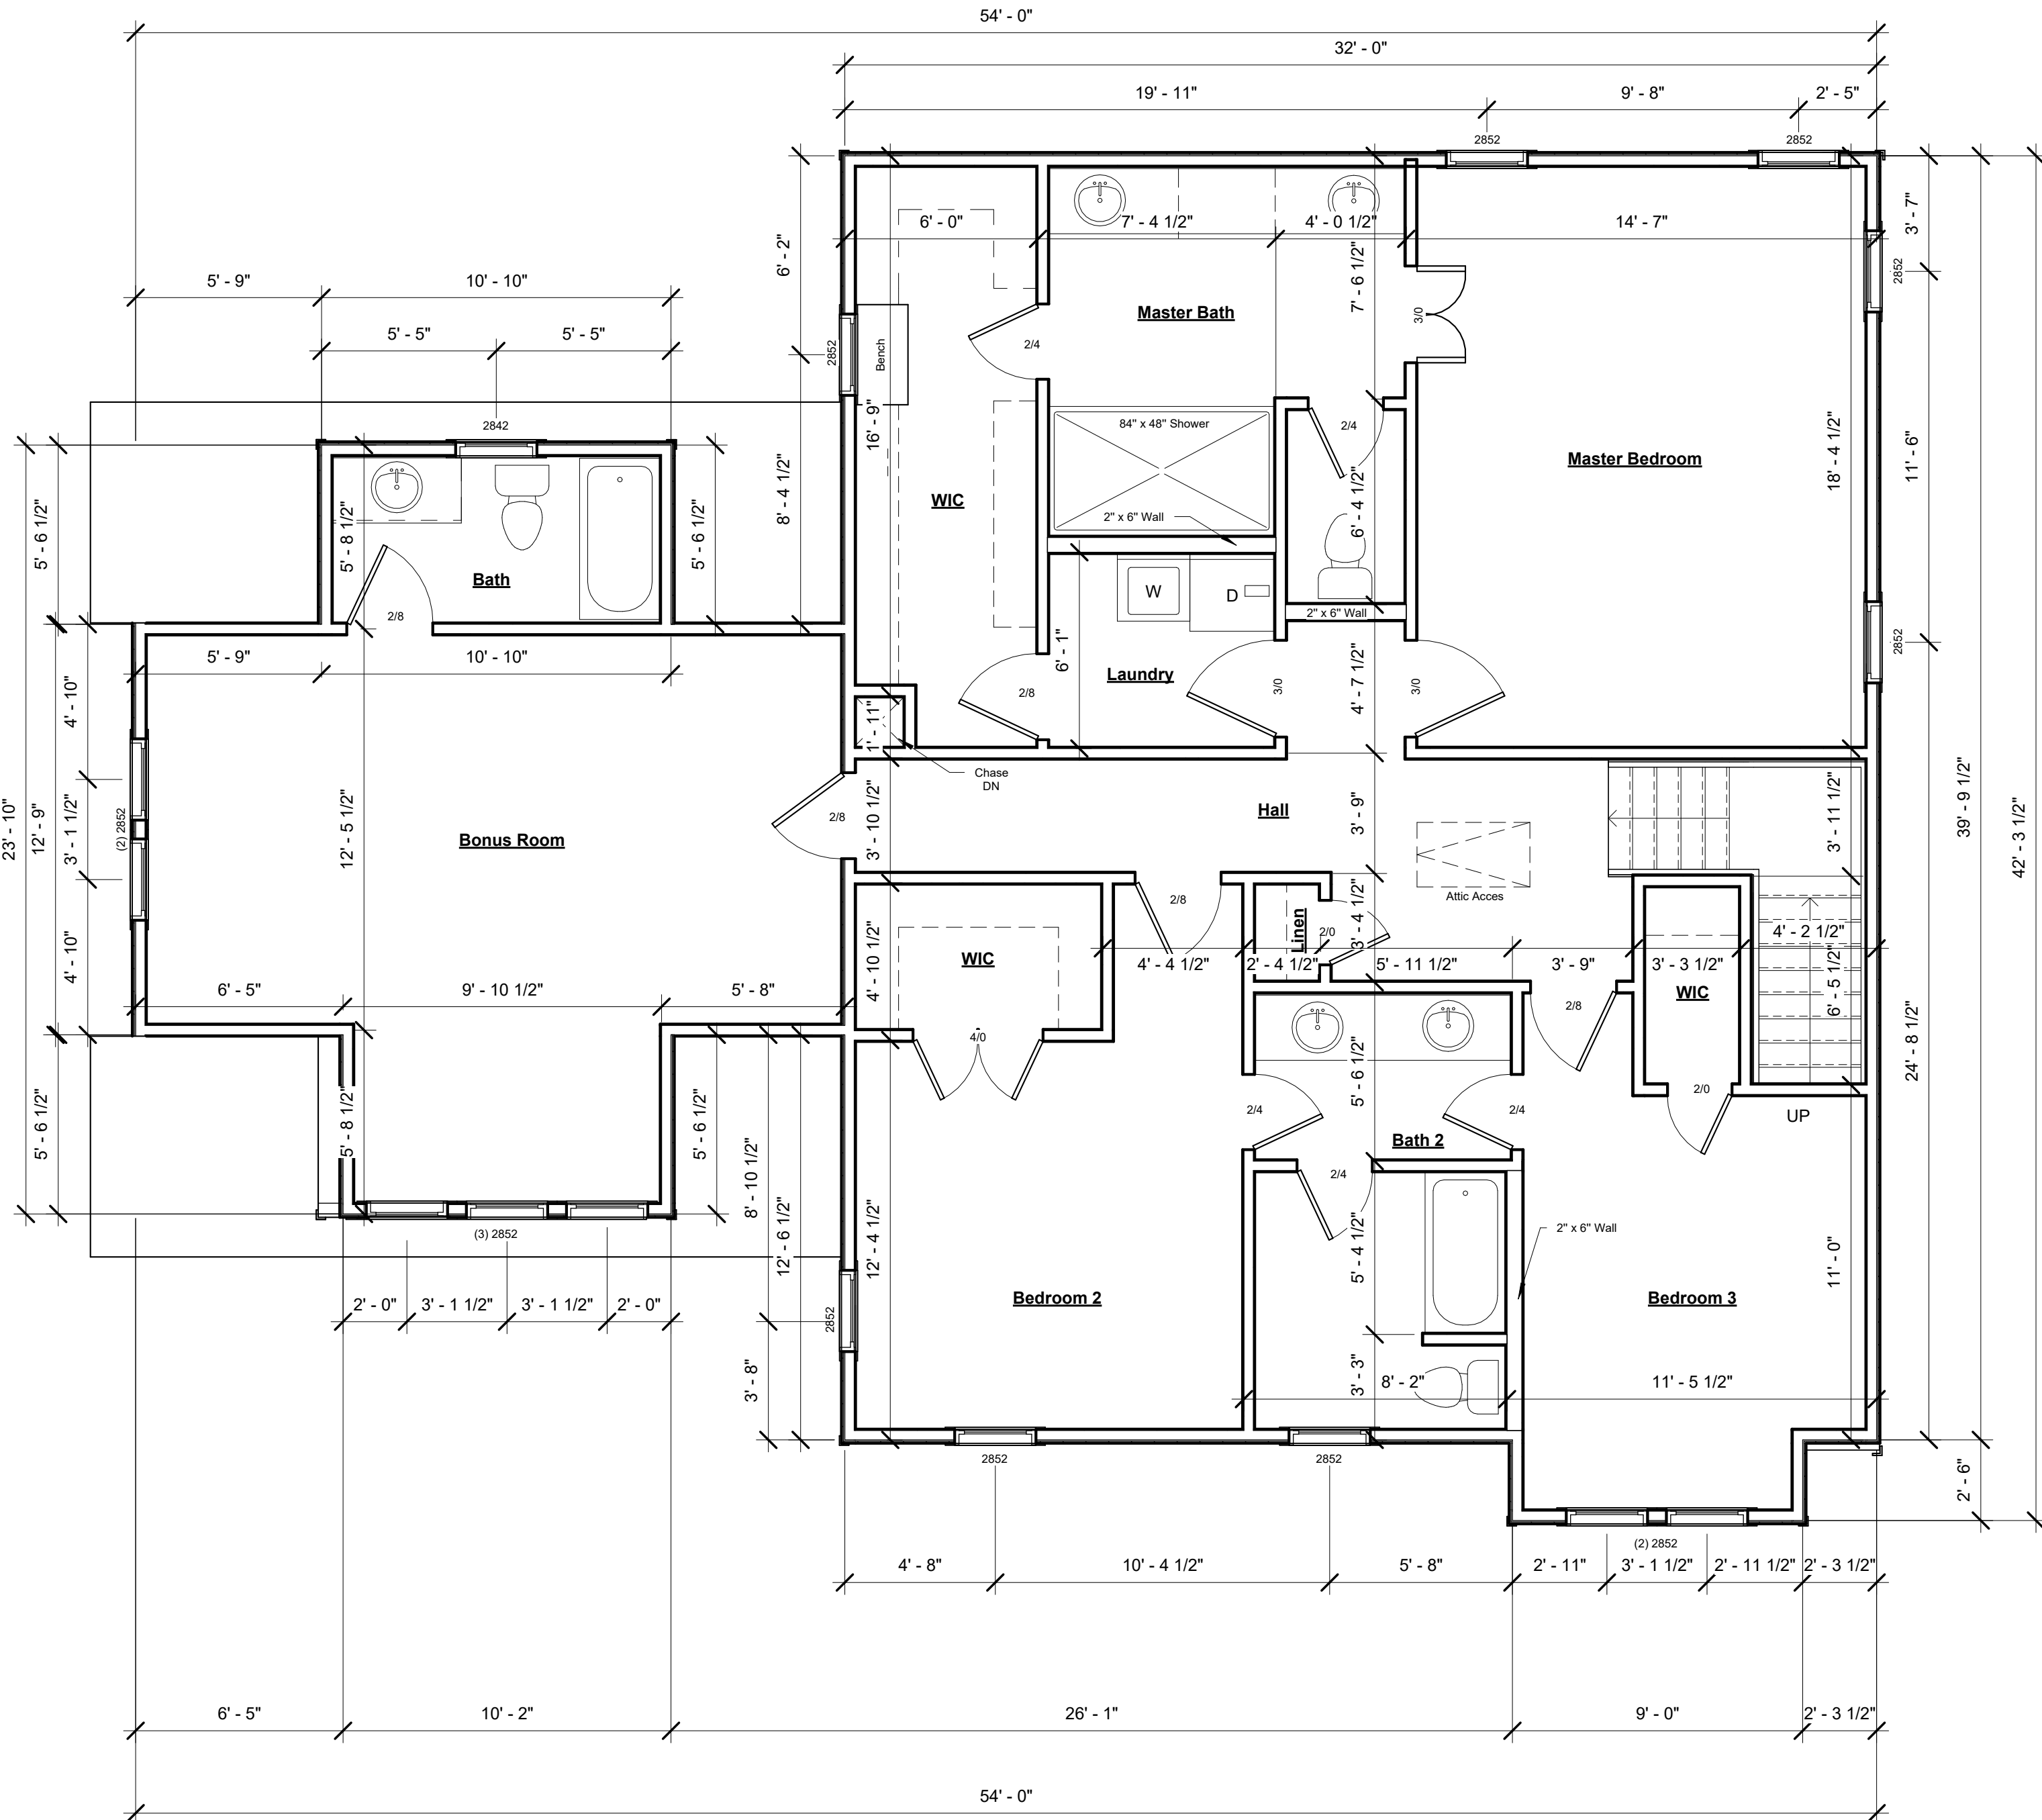 54' - 0"
32' - 0"
19' - 11"
9' - 8"
2' - 5"
2852
2852
6' - 0"
7' - 4 1/2"
4' - 0 1/2"
14' - 7"
3' - 7"
6' - 2"
7' - 6 1/2"
2852
5' - 9"
10' - 10"
5' - 5"
5' - 5"
Master Bath
3/0
2/4
2852
Bench
16' - 9"
2842
84" x 48" Shower
2/4
Master Bedroom
18' - 4 1/2"
11' - 6"
39' - 9 1/2"
42' - 3 1/2"
WIC
2" x 6" Wall
6' - 4 1/2"
8' - 4 1/2"
5' - 6 1/2"
5' - 6 1/2"
5' - 8 1/2"
Bath
2/8
W
D
2" x 6" Wall
6' - 1"
2852
5' - 9"
10' - 10"
Laundry
2/8
3/0
3/0
4' - 7 1/2"
4' - 10"
1' - 11"
Chase
DN
23' - 10"
12' - 9"
3' - 1 1/2"
(2) 2852
12' - 5 1/2"
Bonus Room
2/8
3' - 10 1/2"
Hall
3' - 9"
3' - 11 1/2"
Attic Acces
2/8
Linen
2/0
3' - 4 1/2"
4' - 10"
WIC
4' - 10 1/2"
4' - 4 1/2"
2' - 4 1/2"
5' - 11 1/2"
3' - 9"
3' - 3 1/2"
4' - 2 1/2"
6' - 5"
9' - 10 1/2"
5' - 8"
WIC
2/8
6' - 5 1/2"
24' - 8 1/2"
4/0
5' - 6 1/2"
2/0
UP
5' - 6 1/2"
5' - 8 1/2"
5' - 6 1/2"
2/4
2/4
Bath 2
2/4
8' - 10 1/2"
12' - 6 1/2"
12' - 4 1/2"
5' - 4 1/2"
2" x 6" Wall
11' - 0"
(3) 2852
2' - 0"
3' - 1 1/2"
3' - 1 1/2"
2' - 0"
2852
Bedroom 2
Bedroom 3
3' - 8"
3' - 3"
8' - 2"
11' - 5 1/2"
2852
2852
2' - 6"
(2) 2852
4' - 8"
10' - 4 1/2"
5' - 8"
2' - 11"
3' - 1 1/2"
2' - 11 1/2"
2' - 3 1/2"
6' - 5"
10' - 2"
26' - 1"
9' - 0"
2' - 3 1/2"
54' - 0"